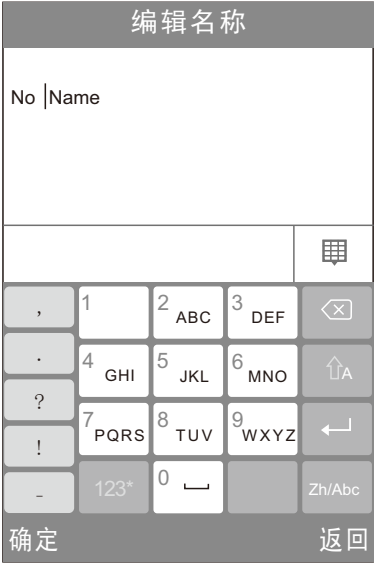 编辑名称
No Name
, 1 2 ABC 3 DEF
. 4 GHI 5 JKL 6 MNO A
?
! 7 PQRS 8 TUV 9 WXYZ
_ 123* 0 Zh/Abc
确定 返回